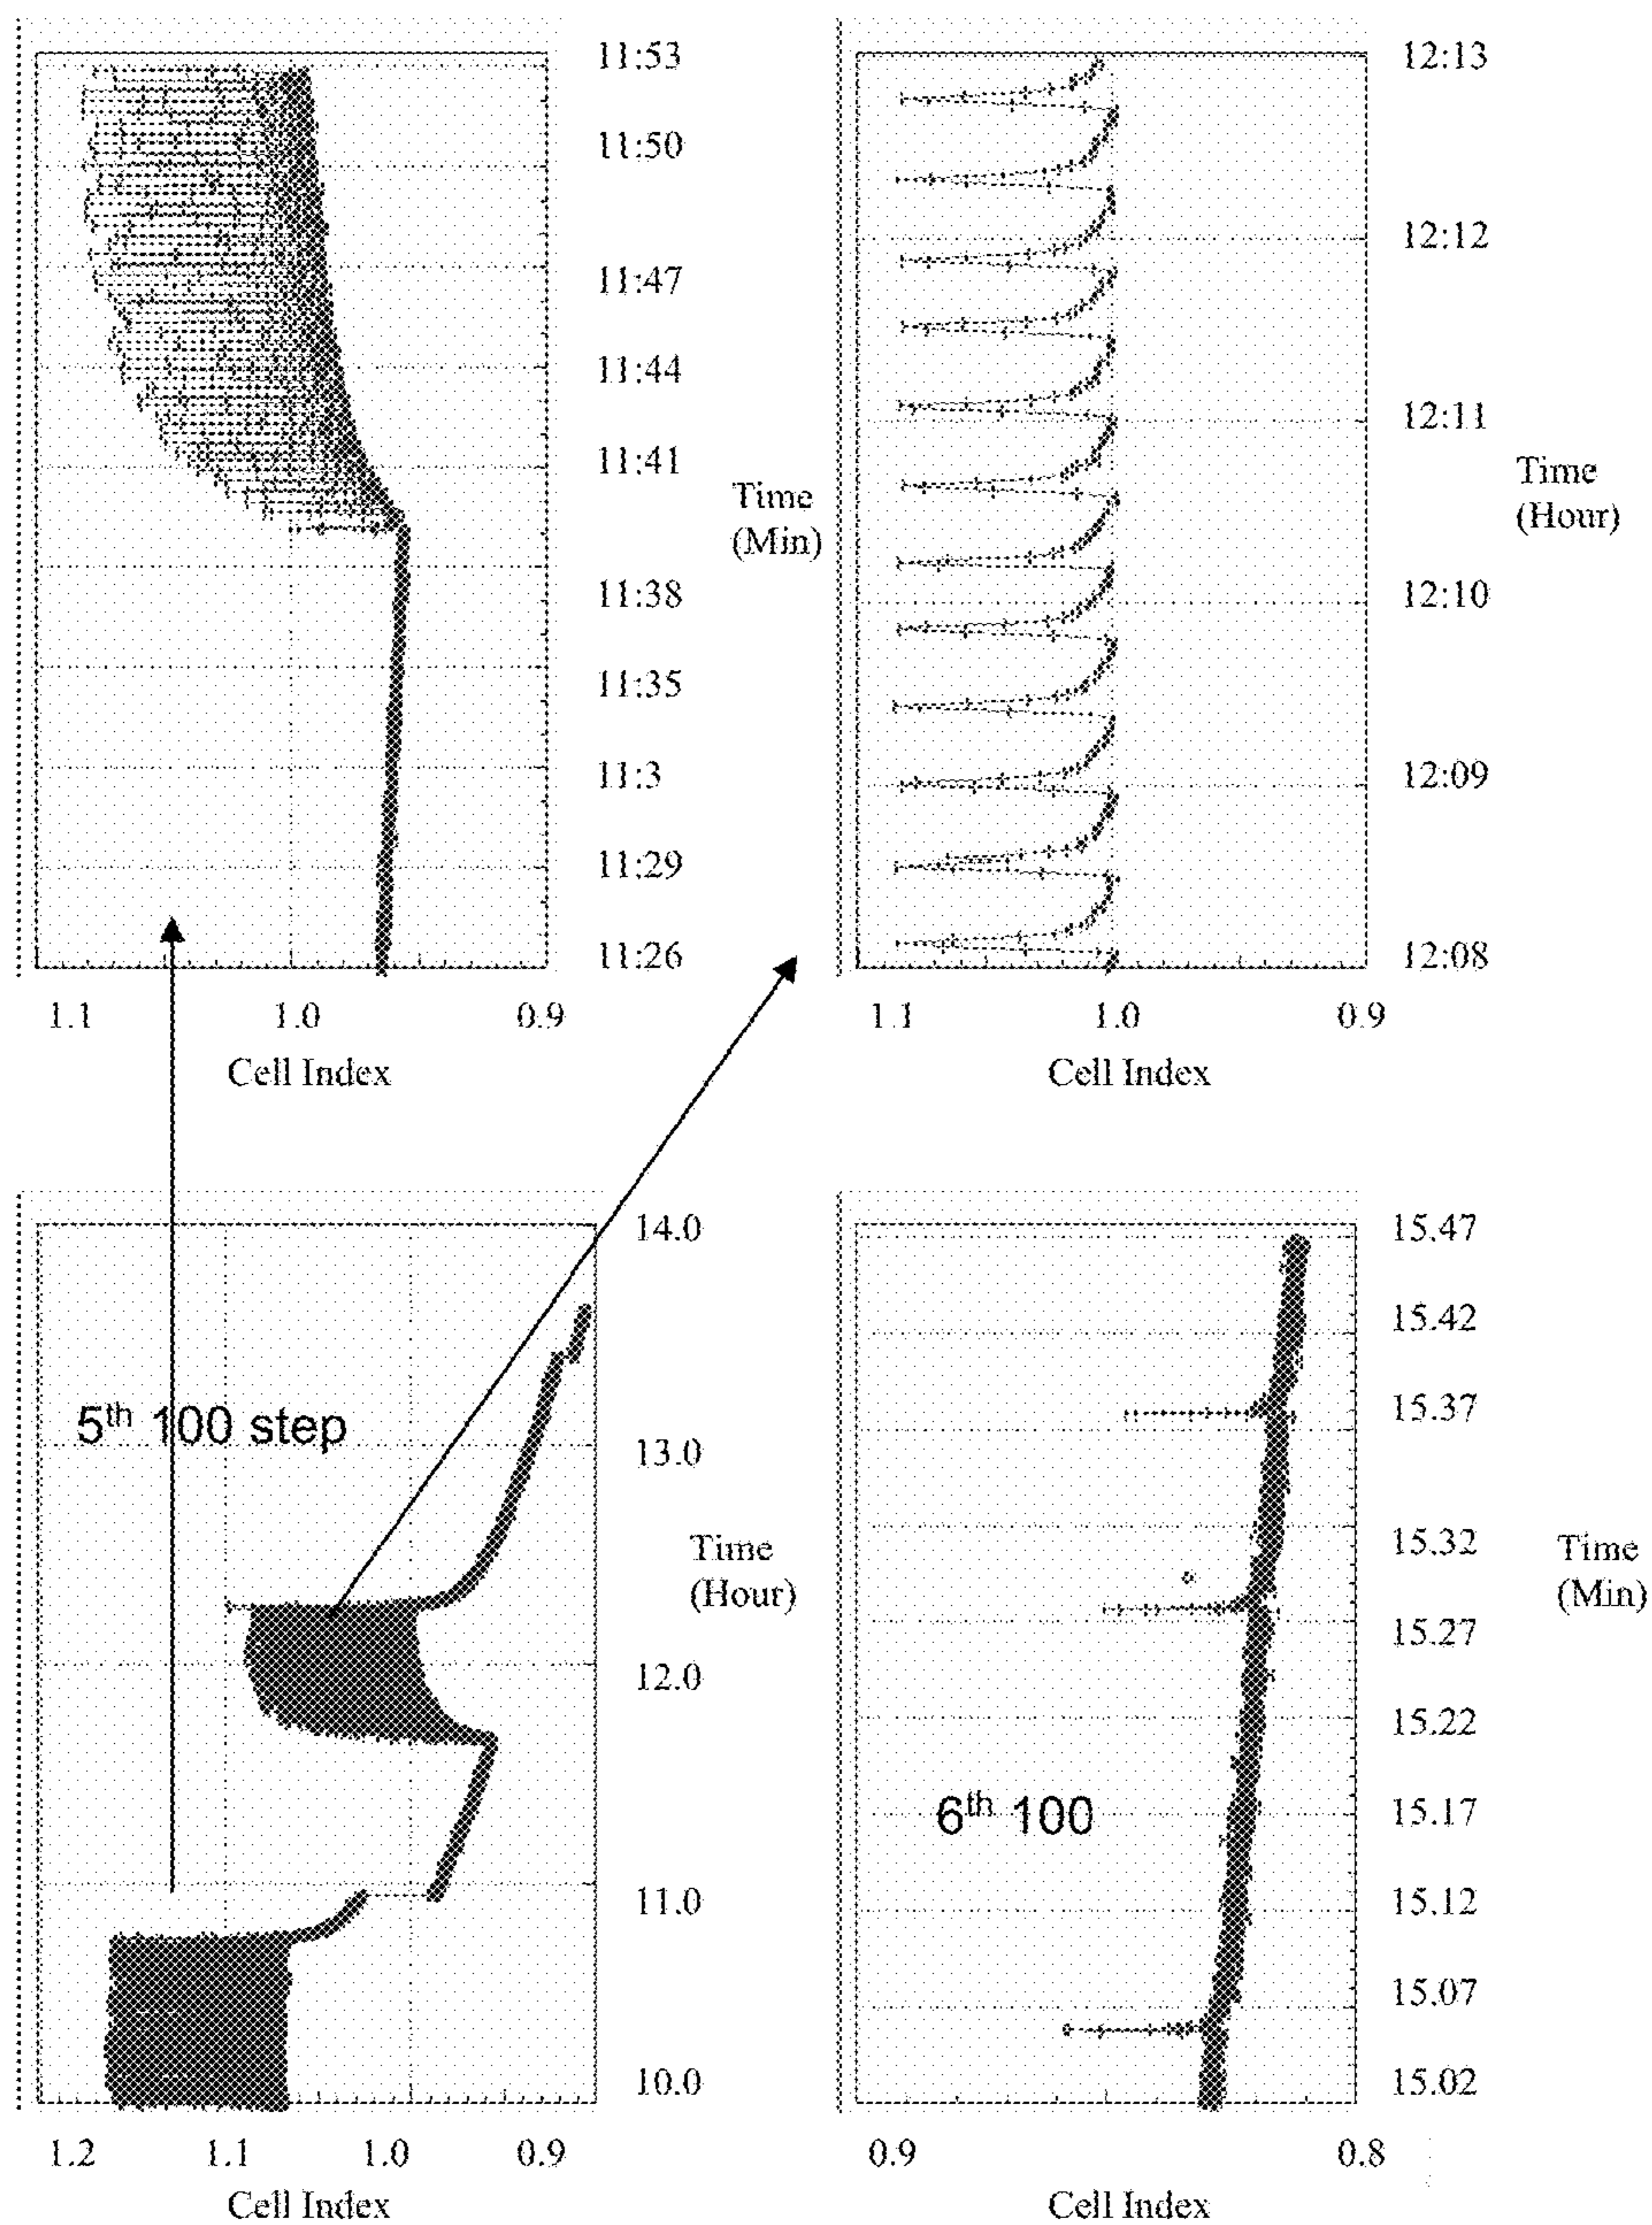 11:53
11:50
11:47
11:44
11:41
11:38
11:35
11:3
11:29
11:26
Time
(Min)
1.1 1.0 0.9
Cell Index
12:13
12:12
12:11
12:10
12:09
12:08
Time
(Hour)
1.1 1.0 0.9
Cell Index
14.0
13.0
12.0
11.0
10.0
5th 100 step
Time
(Hour)
1.2 1.1 1.0 0.9
Cell Index
15.47
15.42
15.37
15.32
15.27
15.22
15.17
15.12
15.07
15.02
6th 100
Time
(Min)
0.9 0.8
Cell Index